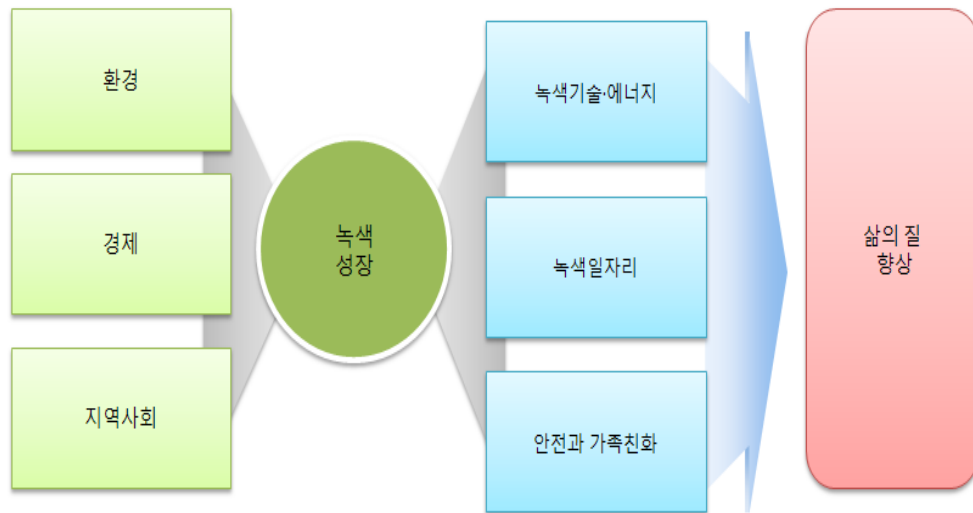 환경
경제
지역사회
녹색
성장
녹색기술·에너지
녹색일자리
안전과 가족친화
삶의 질
향상